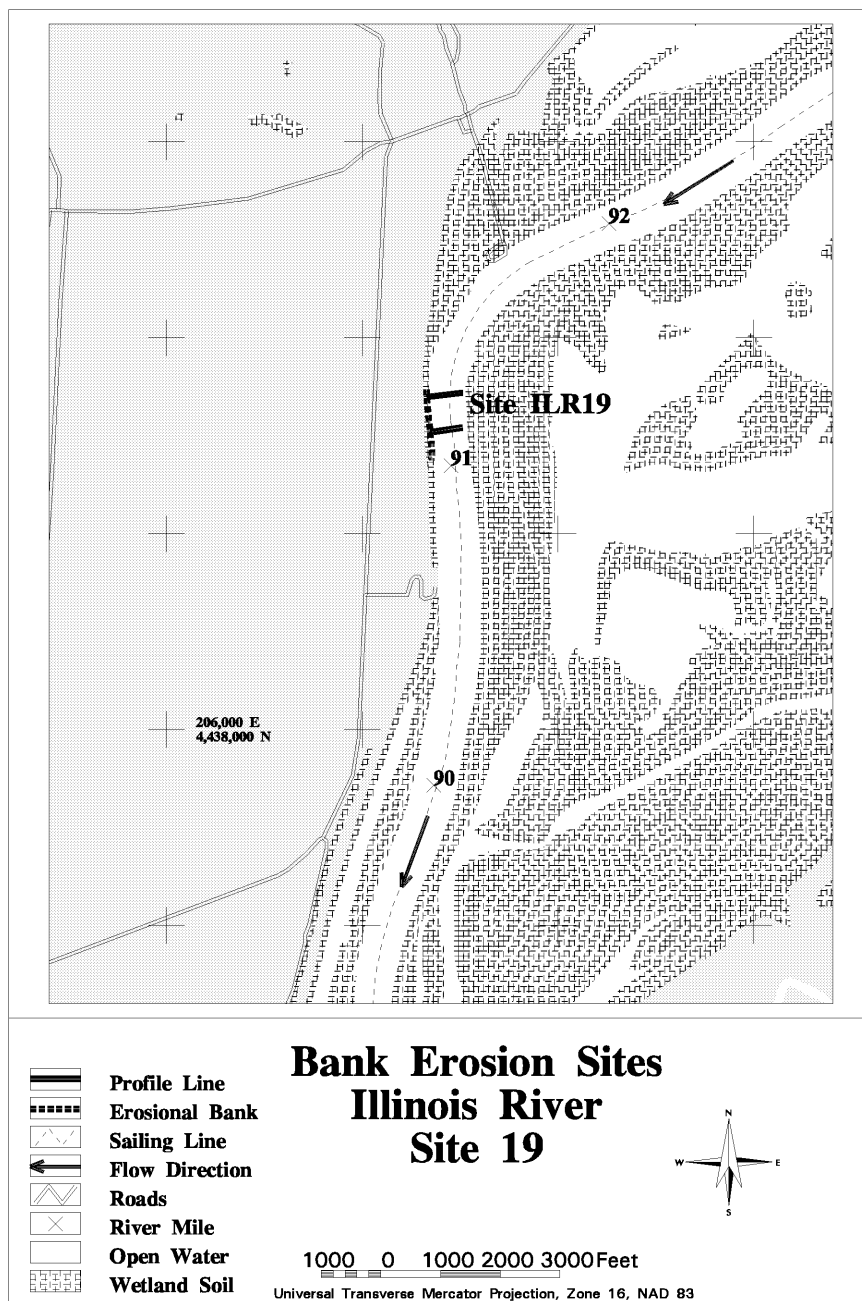 92
Site ILR19
91
206,000 E
4,438,000 N
90
Bank Erosion Sites
Illinois River
Site 19
Profile Line
Erosional Bank
Sailing Line
Flow Direction
Roads
River Mile
Open Water
Wetland Soil
N
W E
S
1000 0 1000 2000 3000 Feet
Universal Transverse Mercator Projection, Zone 16, NAD 83